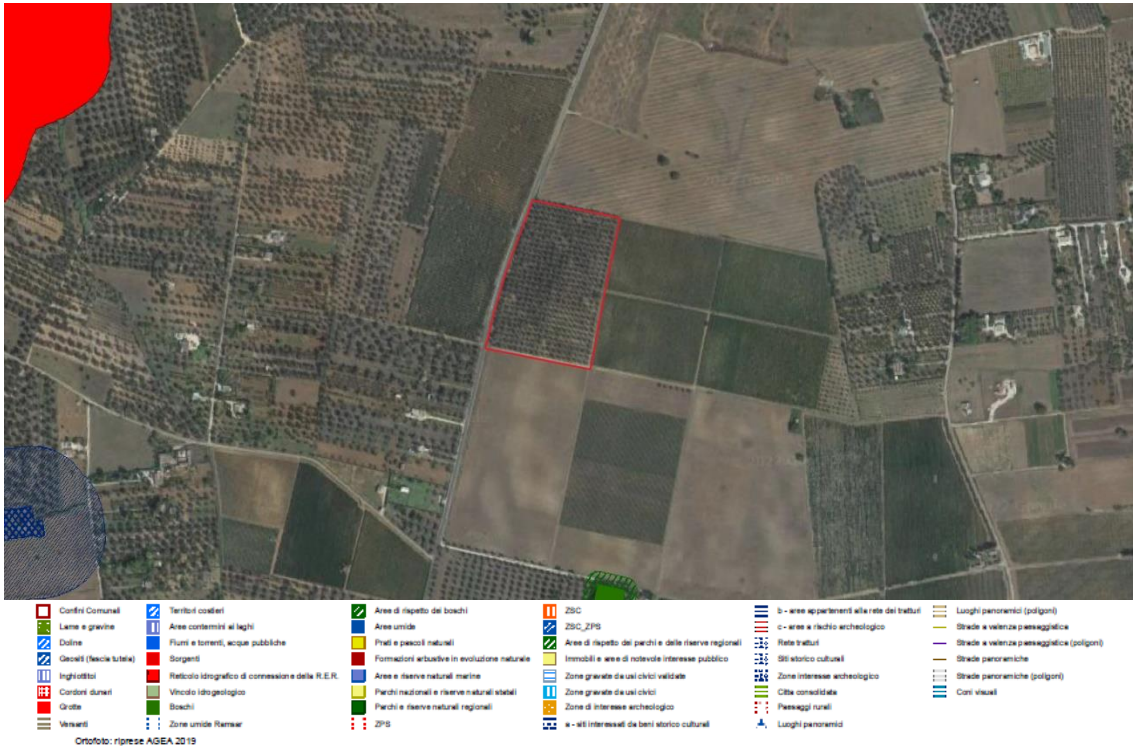 Confini Comunali
Lame e gravine
Doline
Geositi (fascia tutela)
Inghiottitoi
Cordoni dunari
Grotte
Versanti
Territori costieri
Aree contermini ai laghi
Fiumi e torrenti, acque pubbliche
Sorgenti
Reticolo idrografico di connessione della R.E.R.
Vincolo idrogeologico
Boschi
Zone umide Ramsar
Aree di rispetto dei boschi
Aree umide
Prati e pascoli naturali
Formazioni arbustive in evoluzione naturale
Aree e riserve naturali marine
Parchi nazionali e riserve naturali statali
Parchi e riserve naturali regionali
ZPS
ZSC
ZSC_ZPS
Aree di rispetto dei parchi e delle riserve regionali
Immobili e aree di notevole interesse pubblico
Zone gravate da usi civici validate
Zone gravate da usi civici
Zone di interesse archeologico
a - siti interessati da beni storico culturali
b - aree appartenenti alla rete dei tratturi
c - aree a rischio archeologico
Rete tratturi
Siti storico culturali
Zone interesse archeologico
Citta consolidata
Paesaggi rurali
Luoghi panoramici
Luoghi panoramici (poligoni)
Strade a valenza paesaggistica
Strade a valenza paesaggistica (poligoni)
Strade panoramiche
Strade panoramiche (poligoni)
Coni visuali
Ortofoto: riprese AGEA 2019